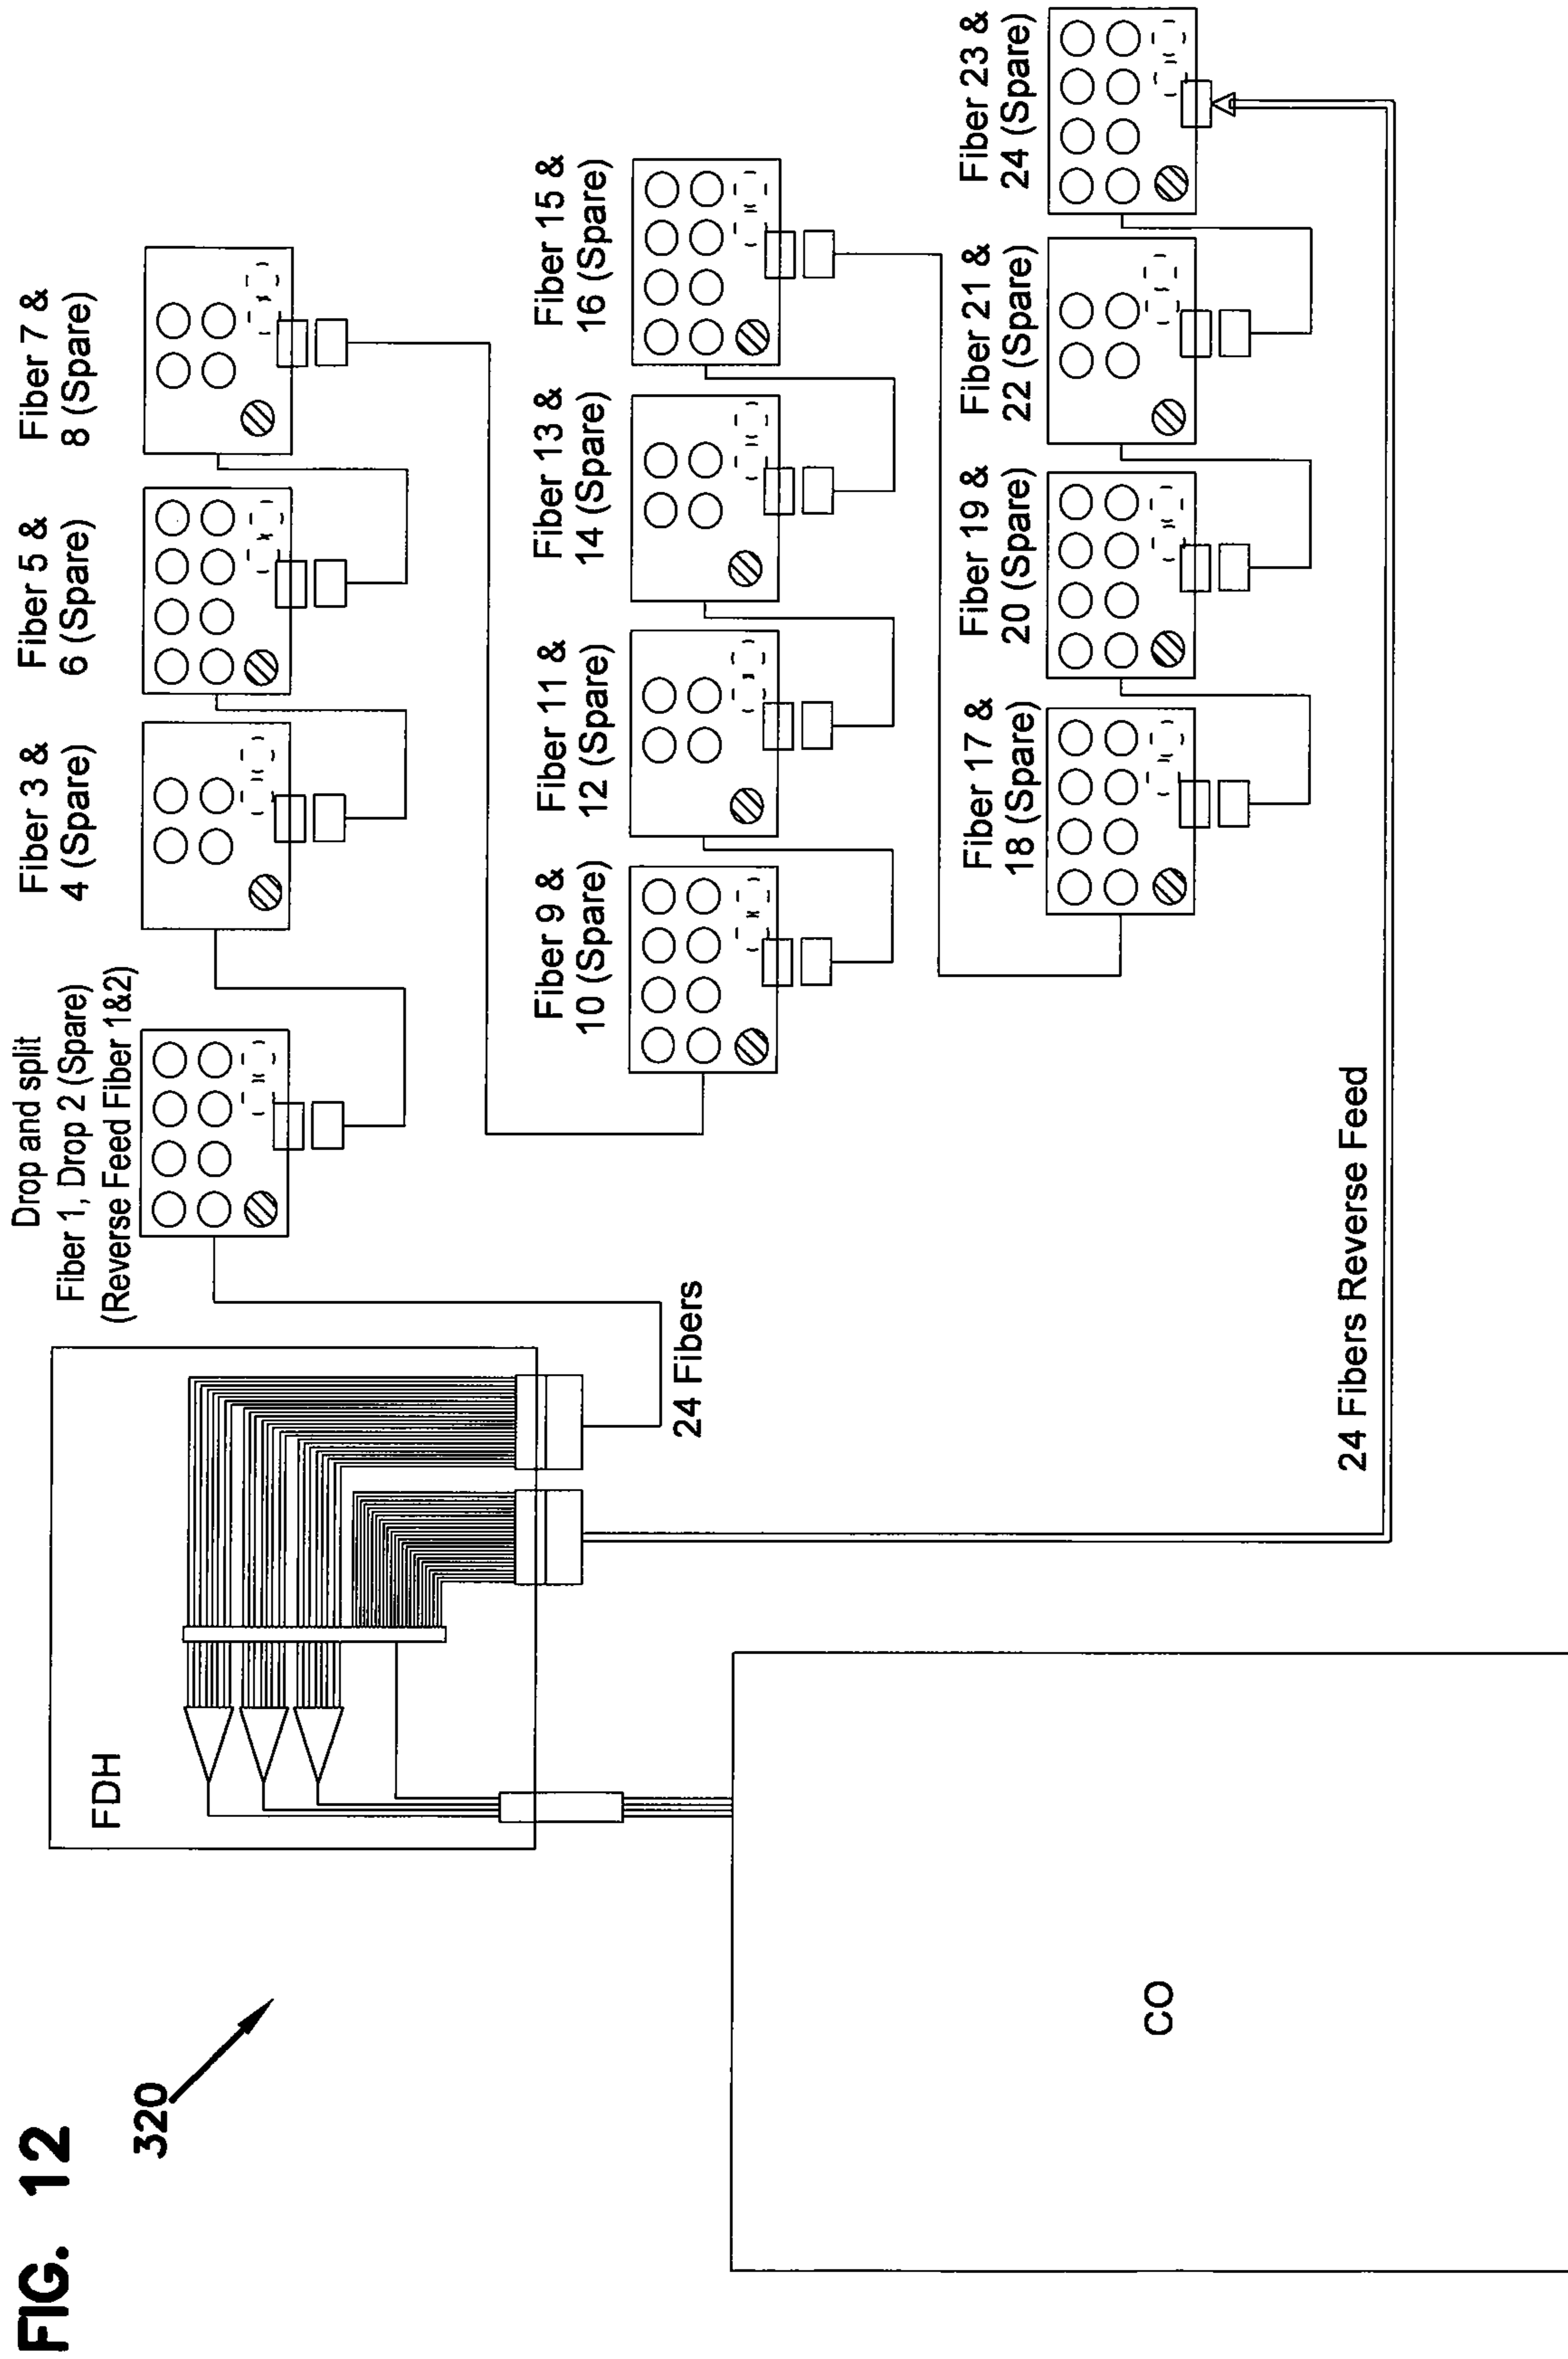 FIG. 12
320
FDH
CO
24 Fibers
24 Fibers Reverse Feed
Drop and split
Fiber 1, Drop 2 (Spare)
(Reverse Feed Fiber 1&2)
Fiber 3 &
4 (Spare)
Fiber 5 &
6 (Spare)
Fiber 7 &
8 (Spare)
Fiber 9 &
10 (Spare)
Fiber 11 &
12 (Spare)
Fiber 13 &
14 (Spare)
Fiber 15 &
16 (Spare)
Fiber 17 &
18 (Spare)
Fiber 19 &
20 (Spare)
Fiber 21 &
22 (Spare)
Fiber 23 &
24 (Spare)